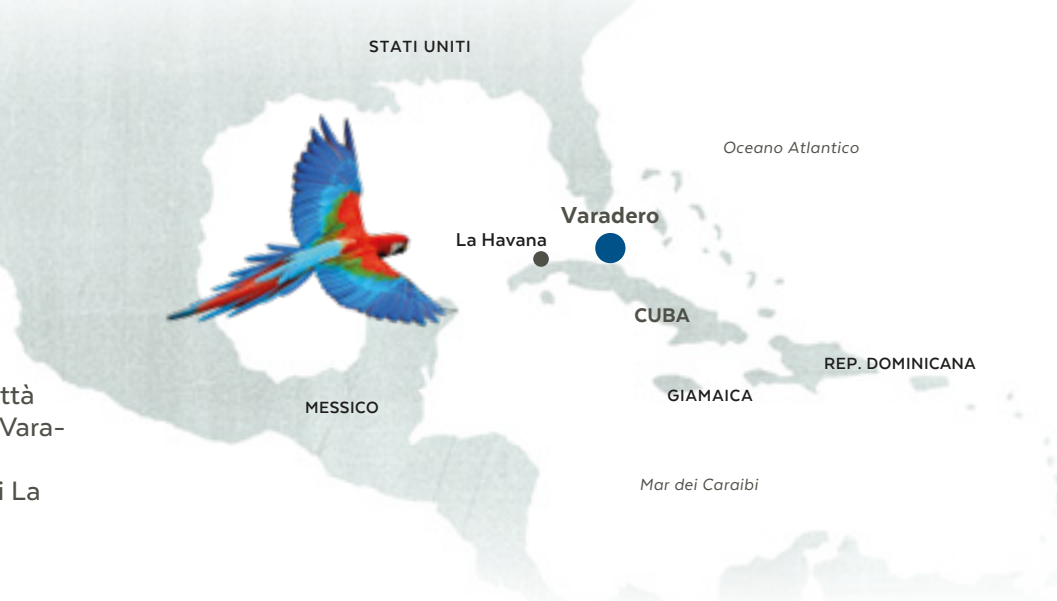 STATI UNITI
Oceano Atlantico
Varadero
La Havana
CUBA
REP. DOMINICANA
GIAMAICA
MESSICO
Mar dei Caraibi
ttà
Vara-
i La